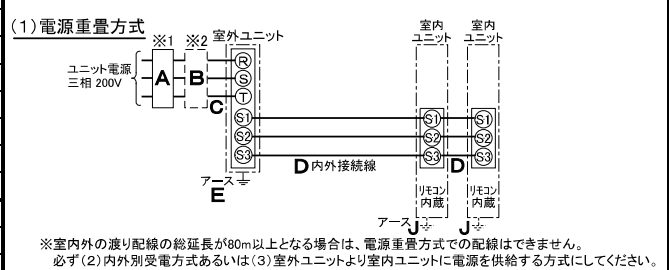 (1)電源重畳方式
※1 ※2 室外ユニット
室内ユニット
室内ユニット
ユニット電源
三相 200V
A
B
C
R
S
T
S1
S2
S3
S1
S2
S3
S1
S2
S3
D 内外接続線
D
アース
E
リモコン内蔵
リモコン内蔵
アース
J
J
※室内外の渡り配線の総延長が80m以上となる場合は、電源重畳方式での配線はできません。
必ず(2)内外別受電方式あるいは(3)室外ユニットより室内ユニットに電源を供給する方式にしてください。